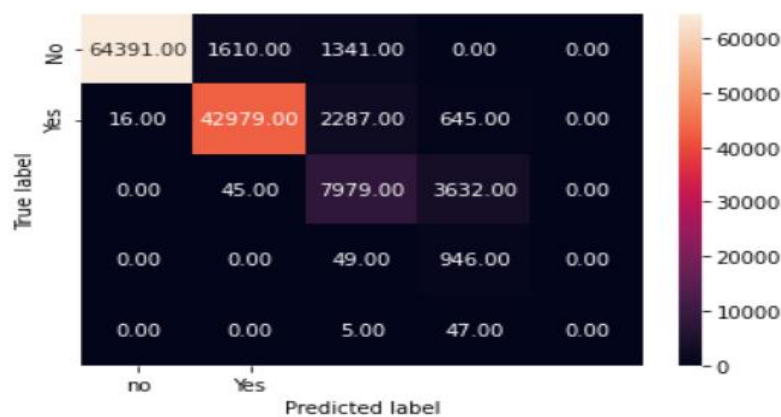 No 64391.00 1610.00 1341.00 0.00 0.00
Yes 16.00 42979.00 2287.00 645.00 0.00
0.00 45.00 7979.00 3632.00 0.00
0.00 0.00 49.00 946.00 0.00
0.00 0.00 5.00 47.00 0.00
True label
no Yes
Predicted label
60000
50000
40000
30000
20000
10000
0